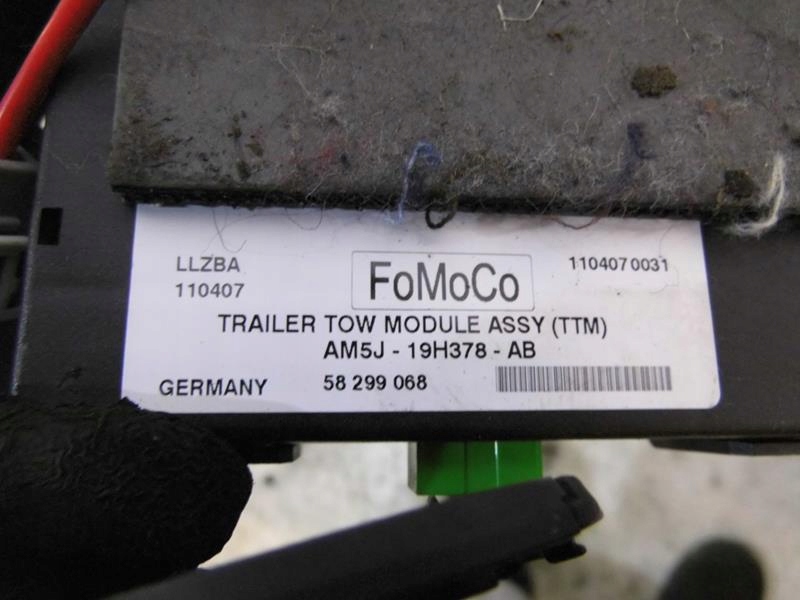 LLZBA
110407
FoMoCo
1104070031
TRAILER TOW MODULE ASSY (TTM)
AM5J - 19H378 - AB
GERMANY 58 299 068